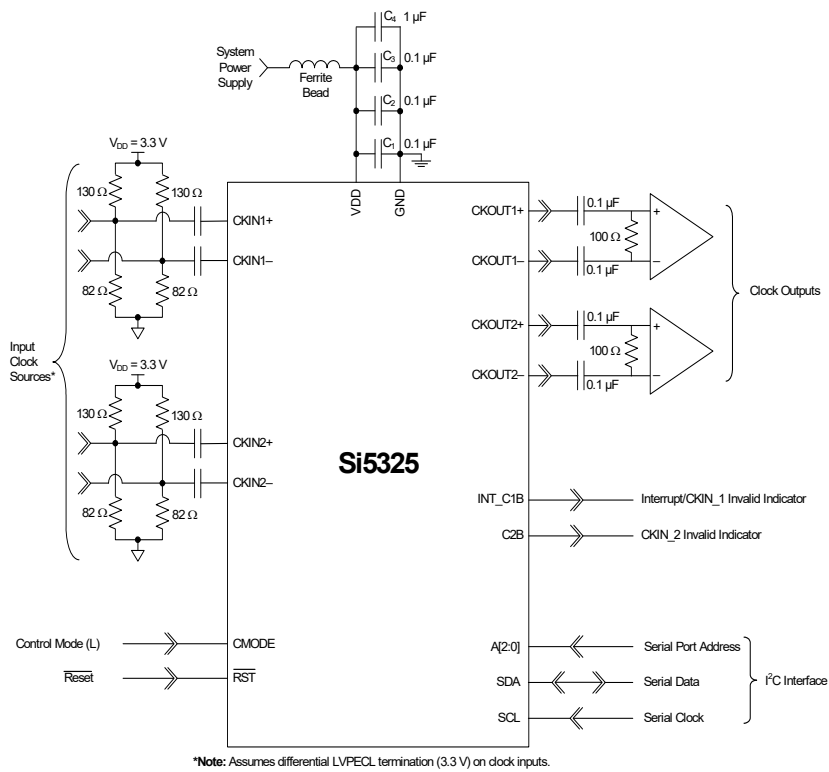 C4 1 µF
System
Power
Supply
Ferrite
Bead
C3 0.1 µF
C2 0.1 µF
C1 0.1 µF
VDD = 3.3 V
130 Ω 130 Ω
82 Ω 82 Ω
VDD GND
CKIN1+
CKIN1–
CKOUT1+ 0.1 µF + 
100 Ω
CKOUT1– 0.1 µF –
CKOUT2+ 0.1 µF +
100 Ω
CKOUT2– 0.1 µF –
Clock Outputs
Input
Clock
Sources*
VDD = 3.3 V
130 Ω 130 Ω
CKIN2+
CKIN2–
82 Ω 82 Ω
Si5325
INT_C1B Interrupt/CKIN_1 Invalid Indicator
C2B CKIN_2 Invalid Indicator
Control Mode (L) CMODE
Reset RST
A[2:0] Serial Port Address
SDA Serial Data
SCL Serial Clock
I²C Interface
*Note: Assumes differential LVPECL termination (3.3 V) on clock inputs.